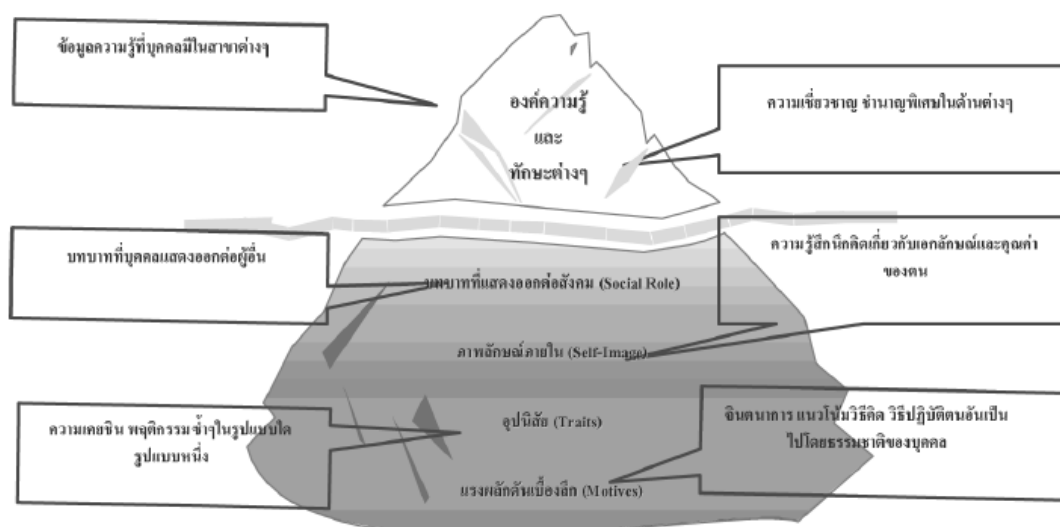 ข้อมูลความรู้ที่บุคคลมีในสาขาต่างๆ
องค์ความรู้
และ
ทักษะต่างๆ
ความเชี่ยวชาญ ชำนาญพิเศษในด้านต่างๆ
บทบาทที่บุคคลแสดงออกต่อผู้อื่น
ความรู้สึกนึกคิดเกี่ยวกับเอกลักษณ์และคุณค่า
ของตน
บทบาทที่แสดงออกต่อสังคม (Social Role)
ภาพลักษณ์ภายใน (Self-Image)
ความเคยชิน พฤติกรรมซ้ำๆในรูปแบบใด
รูปแบบหนึ่ง
อุปนิสัย (Traits)
จินตนาการ แนวโน้มวิธีคิด วิธีปฏิบัติตนอันเป็น
ไปโดยธรรมชาติของบุคคล
แรงผลักดันเบื้องลึก (Motives)